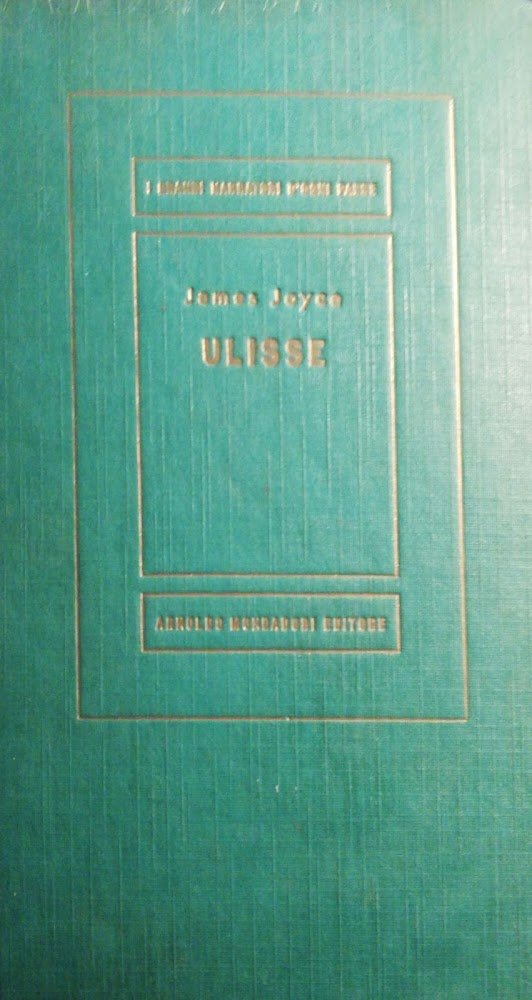 I GRANDI NARRATORI D'OGNI PAESE
James Joyce
ULISSE
ARNOLDO MONDADORI EDITORE